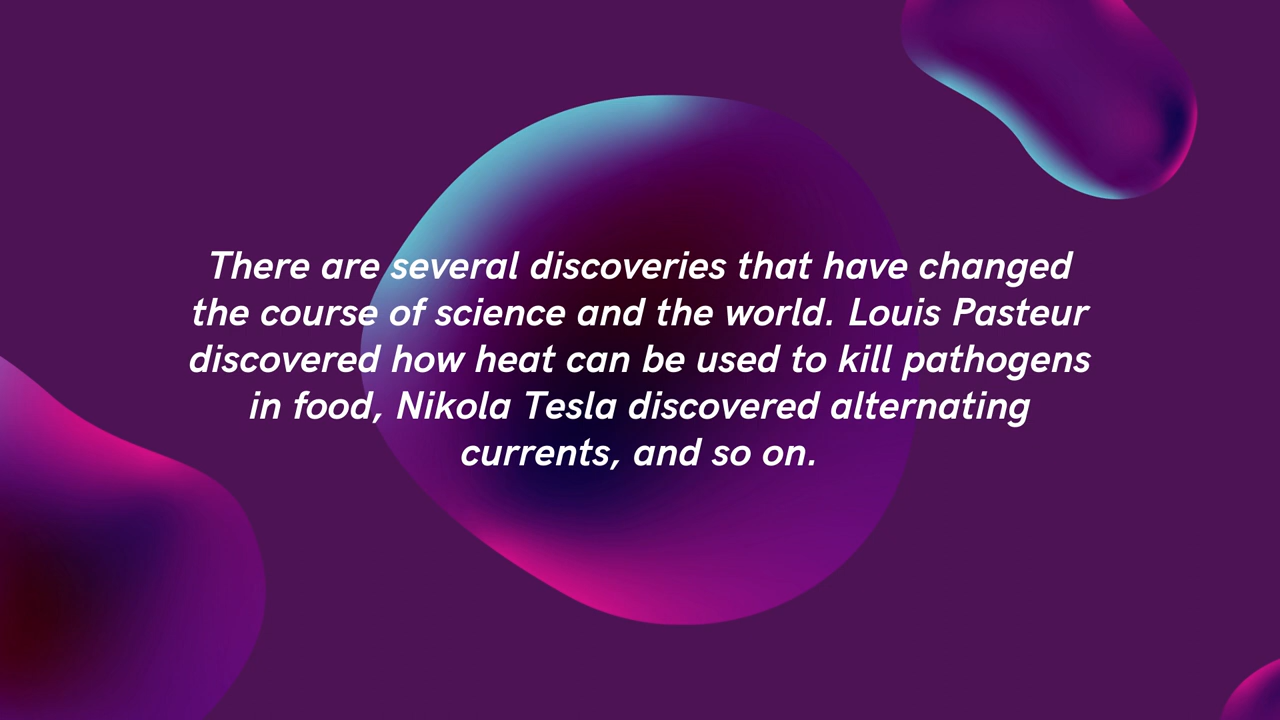 There are several discoveries that have changed
the course of science and the world. Louis Pasteur
discovered how heat can be used to kill pathogens
in food, Nikola Tesla discovered alternating
currents, and so on.